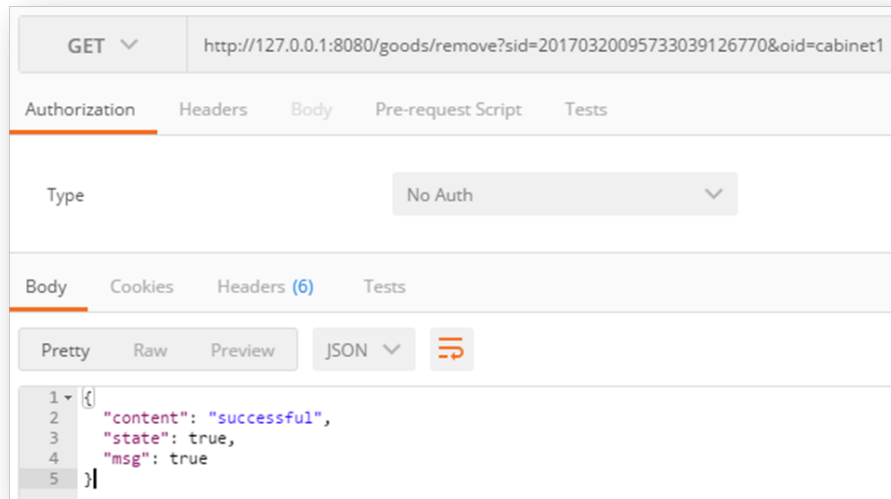 GET http://127.0.0.1:8080/goods/remove?sid=20170320095733039126770&oid=cabinet1
Authorization Headers Body Pre-request Script Tests
Type No Auth
Body Cookies Headers (6) Tests
Pretty Raw Preview JSON
1 {
2 "content": "successful",
3 "state": true,
4 "msg": true
5 }